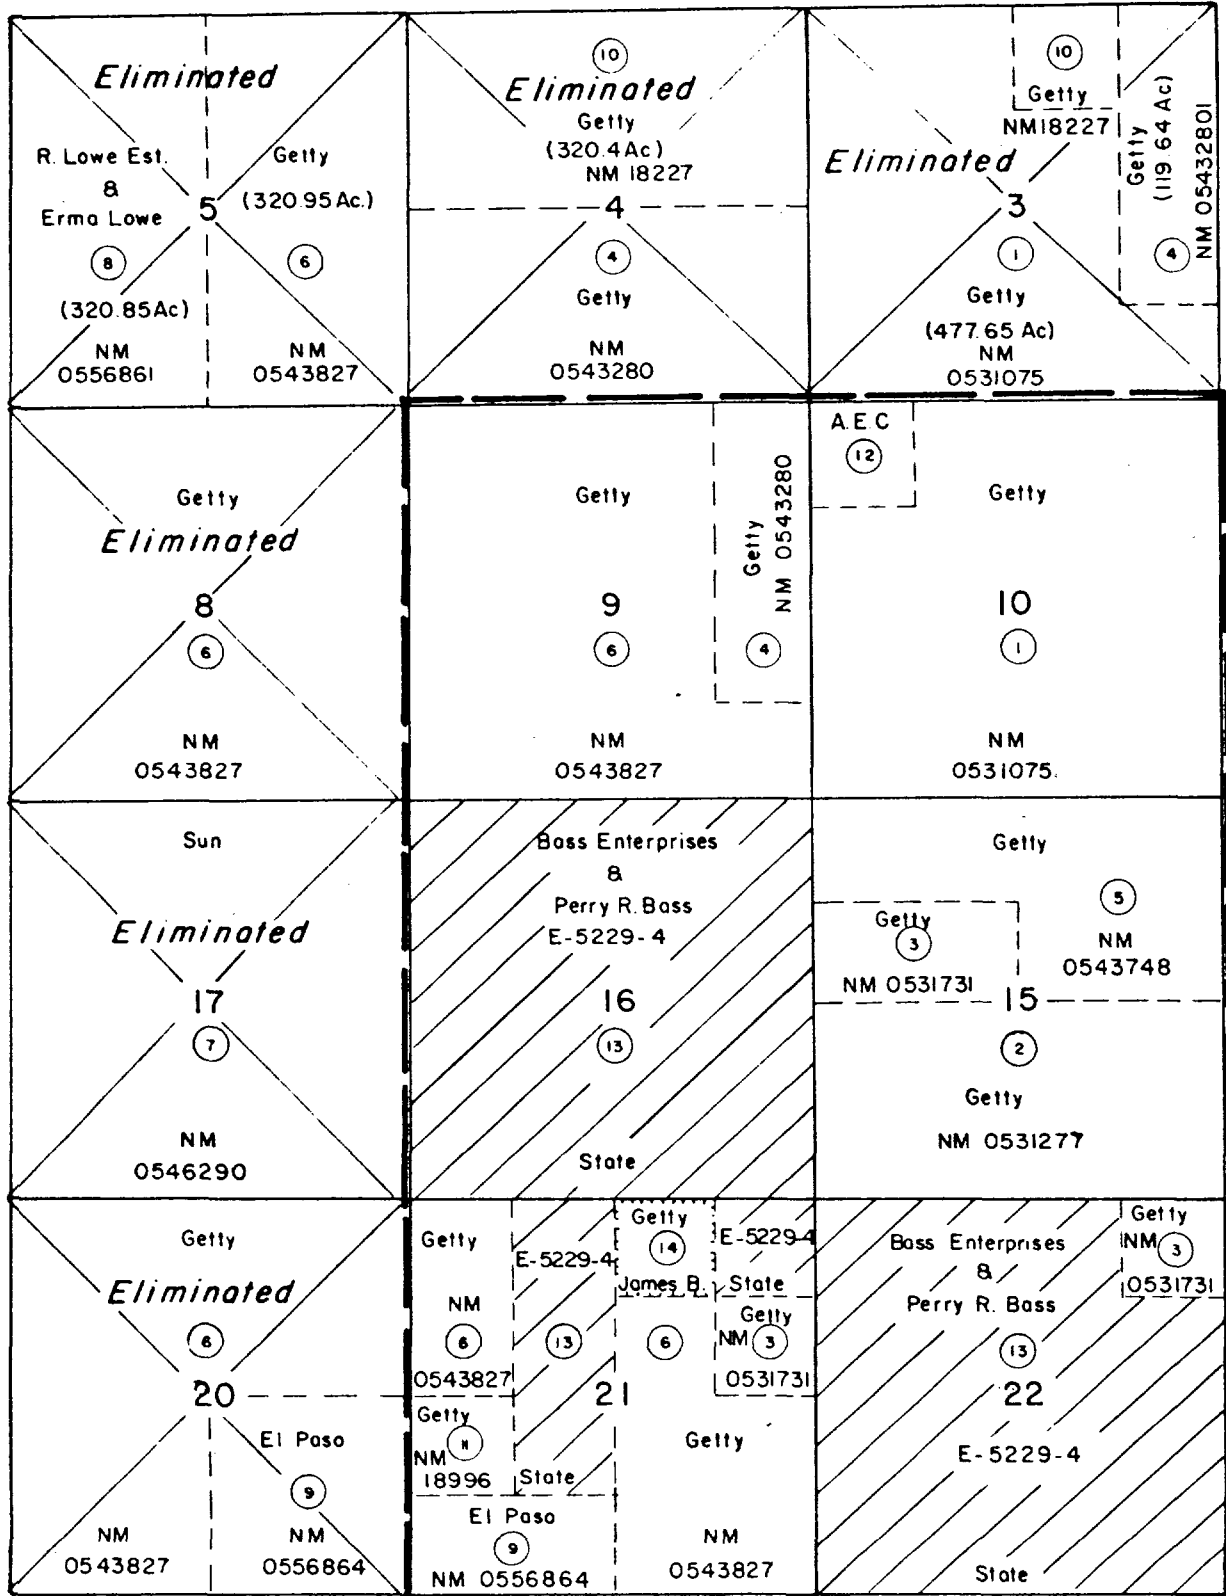 Eliminated
R. Lowe Est.
&
Erma Lowe
8
(320.85Ac)
NM
0556861
5
Getty
(320.95Ac.)
6
NM
0543827
10
Eliminated
Getty
(320.4Ac)
NM 18227
4
4
Getty
NM
0543280
10
Getty
NM18227
Eliminated
3
1
Getty
(477.65 Ac)
NM
0531075
Getty
(119.64 Ac)
NM 05432801
4
Getty
Eliminated
8
6
NM
0543827
Getty
9
6
NM
0543827
Getty
NM 0543280
4
A.E.C
12
Getty
10
1
NM
0531075
Sun
Eliminated
17
7
NM
0546290
Bass Enterprises
&
Perry R. Bass
E-5229-4
16
13
State
Getty
5
NM
0543748
Getty
3
NM 0531731
15
2
Getty
NM 0531277
Getty
Eliminated
6
20
El Paso
9
NM
0543827
NM
0556864
Getty
NM
6
0543827
E-5229-4
13
Getty
14
James B.
E-5229-4
State
6
Getty
NM 3
0531731
21
Getty
11
NM
18996
State
El Paso
9
NM 0556864
Getty
NM
0543827
Bass Enterprises
&
Perry R. Bass
13
22
E-5229-4
State
Getty
NM 3
0531731